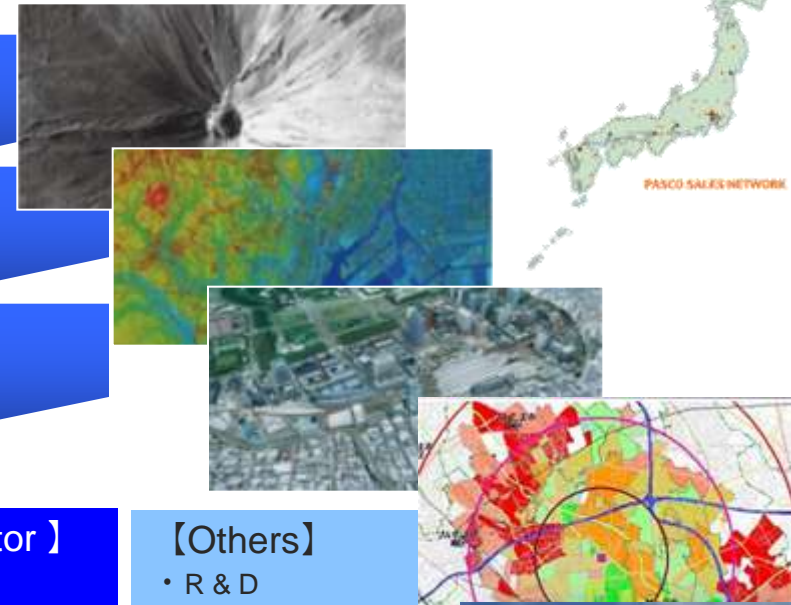 PASCO SALES NETWORK
tor 】
【Others】
・R & D